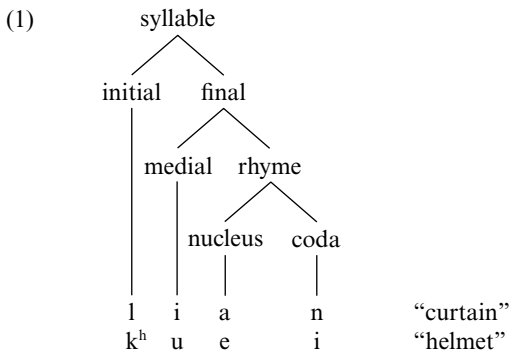 (1) syllable
initial final
medial rhyme
nucleus coda
l i a n “curtain”
kʰ u e i “helmet”